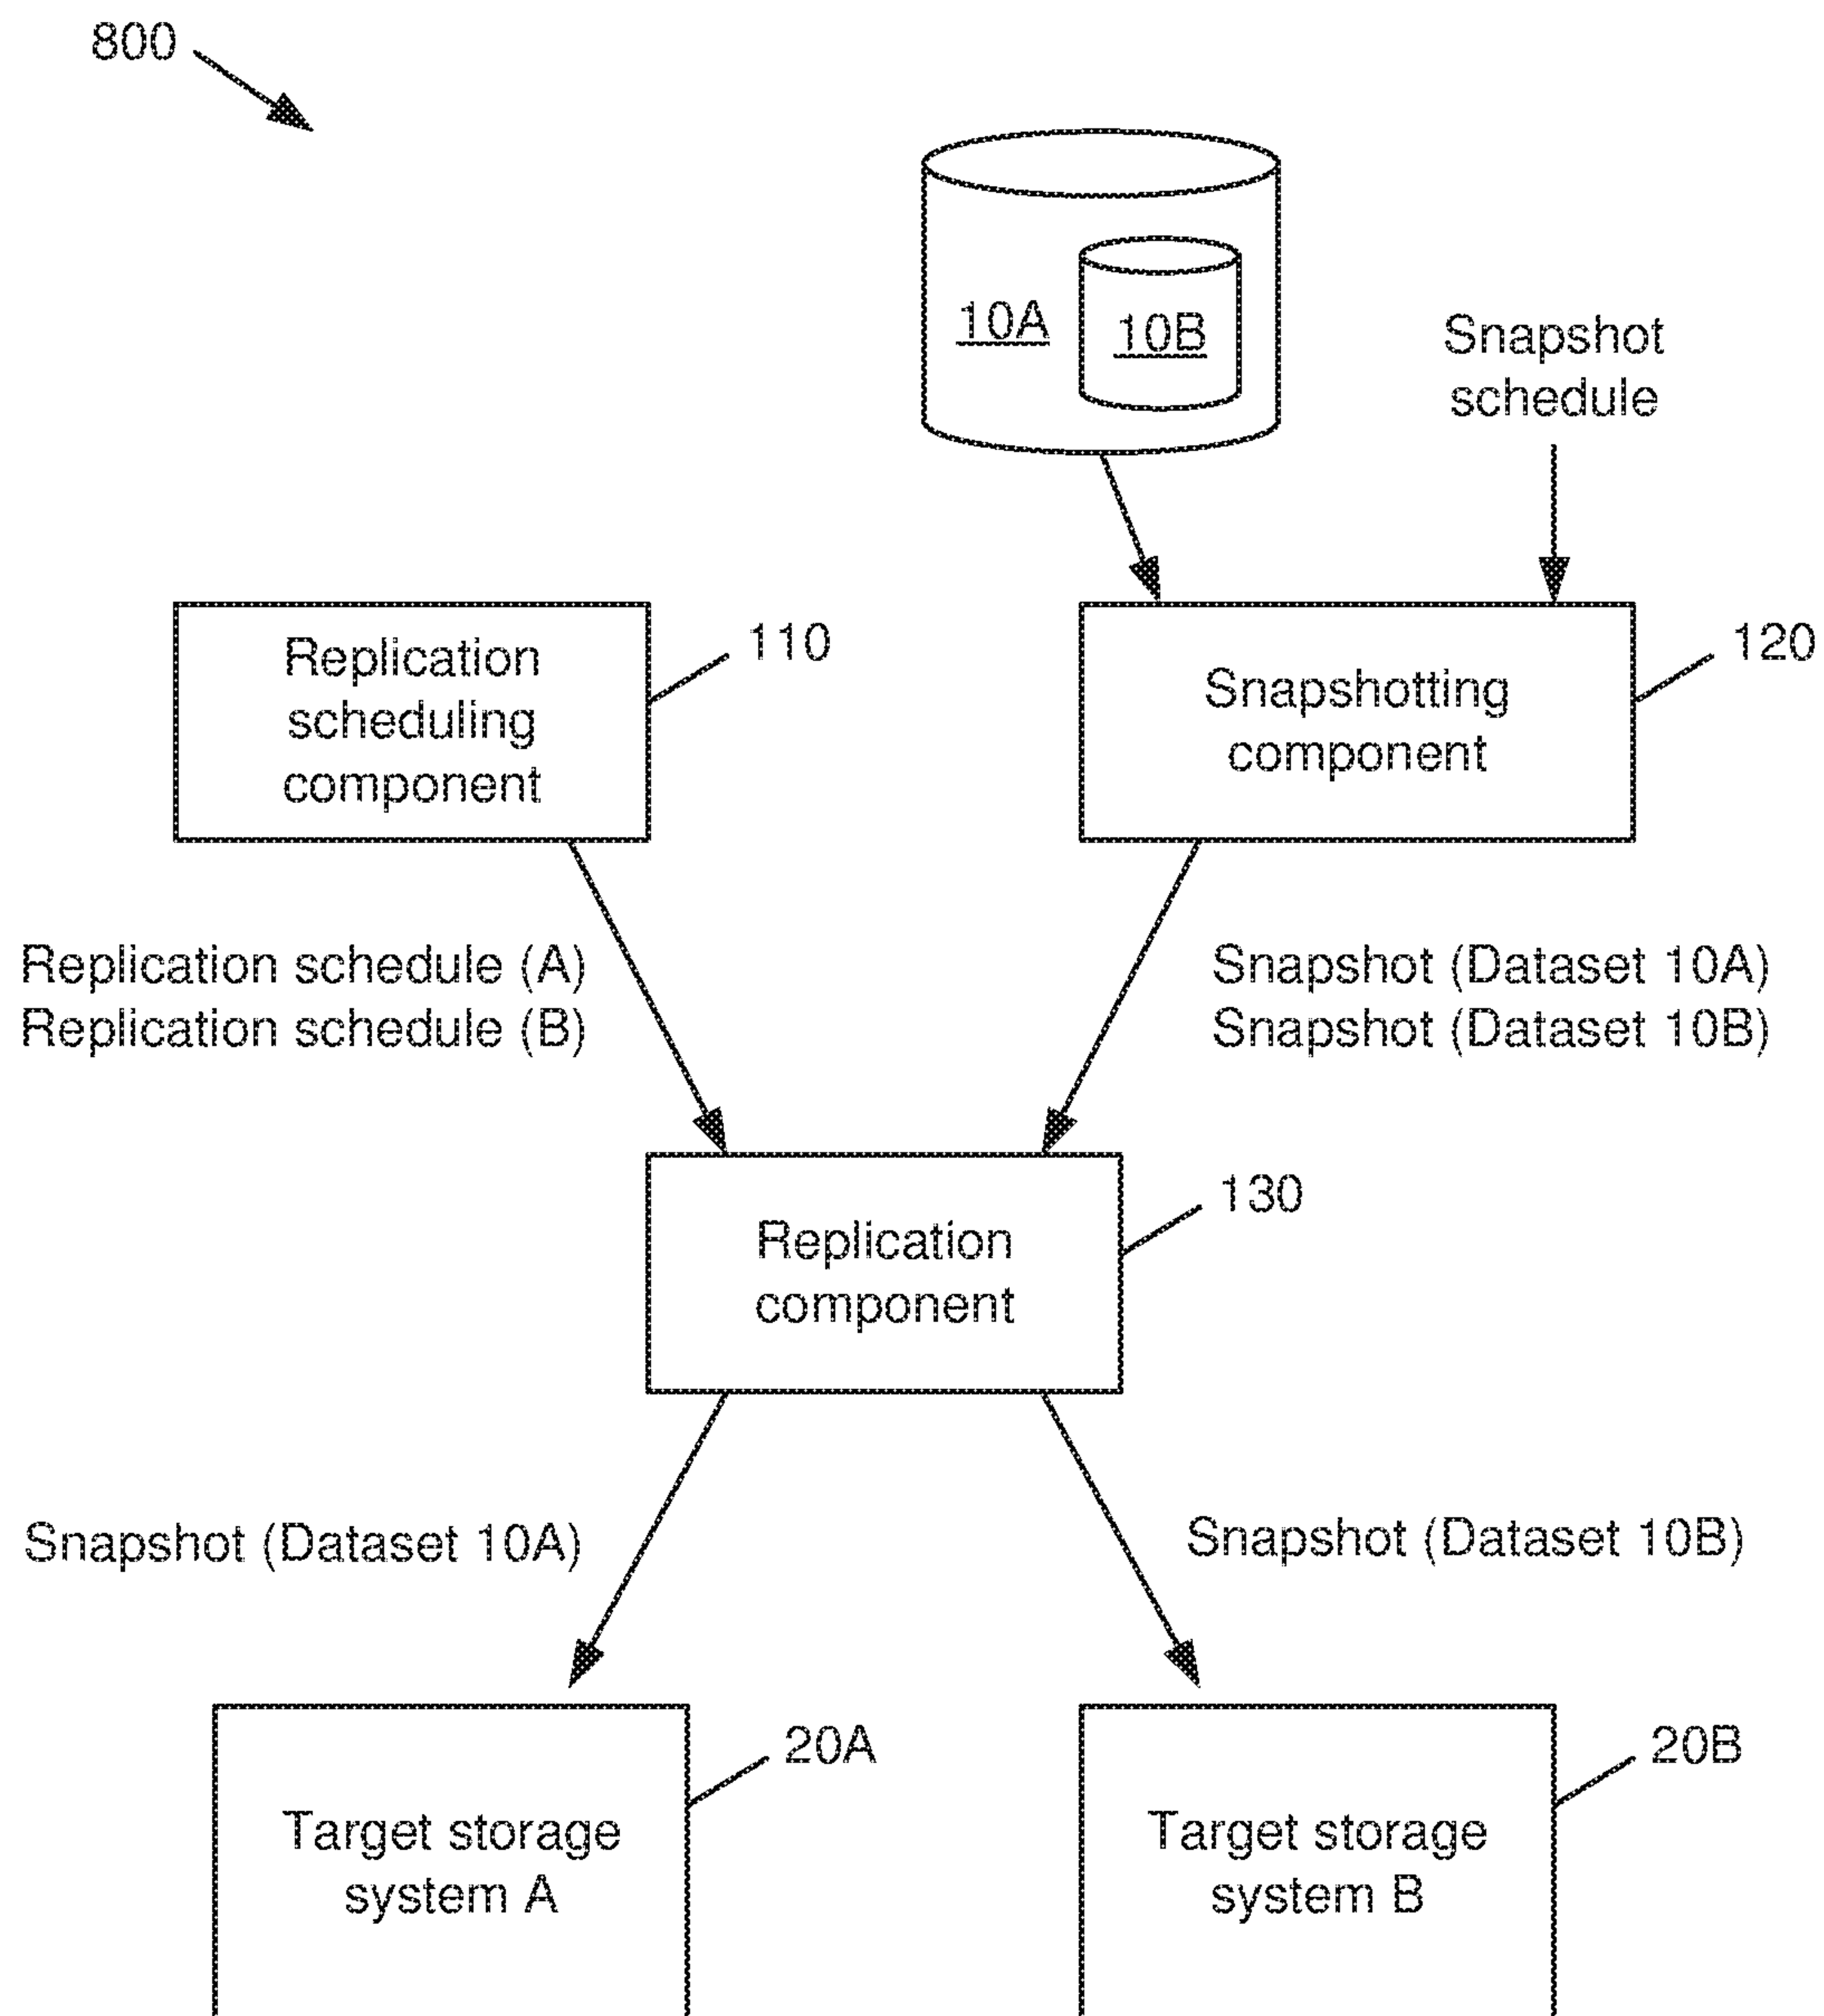 800
10A
10B
Snapshot
schedule
Replication
scheduling
component
110
Snapshotting
component
120
Replication schedule (A)
Replication schedule (B)
Snapshot (Dataset 10A)
Snapshot (Dataset 10B)
Replication
component
130
Snapshot (Dataset 10A)
Snapshot (Dataset 10B)
Target storage
system A
20A
Target storage
system B
20B